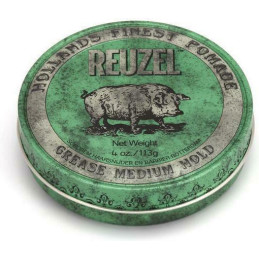 HOLLANDS FINEST POMADE
REUZEL
Net Weight
4 oz./113g
GREASE MEDIUM HOLD